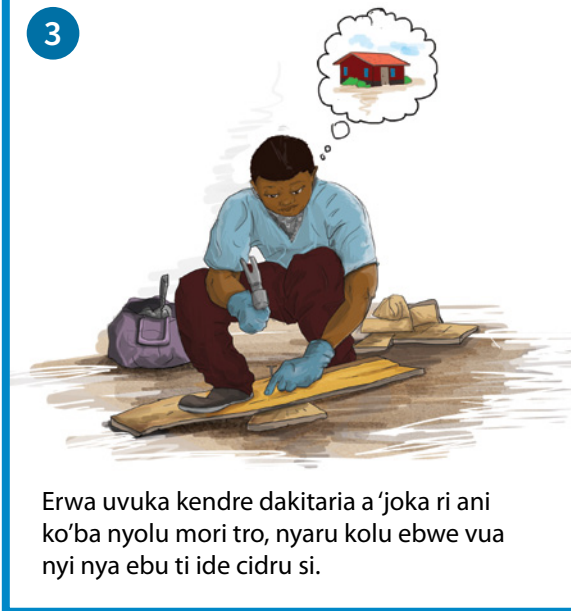 3
Erwa uvuka kendre dakitaria a ‘joka ri ani
ko’ba nyolu mori tro, nyaru kolu ebwe vua
nyi nya ebu ti ide cidru si.